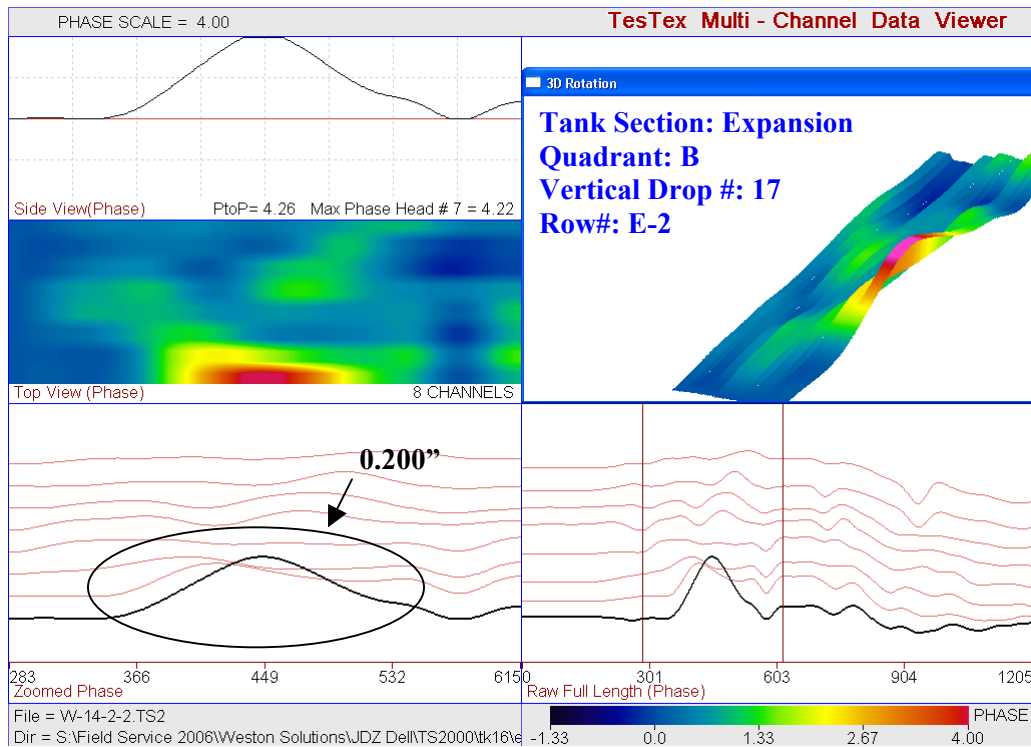 PHASE SCALE = 4.00
TesTex Multi - Channel Data Viewer
Side View(Phase)
PtoP= 4.26 Max Phase Head # 7 = 4.22
3D Rotation
Tank Section: Expansion
Quadrant: B
Vertical Drop #: 17
Row#: E-2
Top View (Phase)
8 CHANNELS
0.200”
283 366 449 532 615
Zoomed Phase
0 301 603 904 1205
Raw Full Length (Phase)
File = W-14-2-2.TS2
Dir = S:\Field Service 2006\Weston Solutions\JDZ Dell\TS2000\tk16\e
PHASE
-1.33 0.0 1.33 2.67 4.00